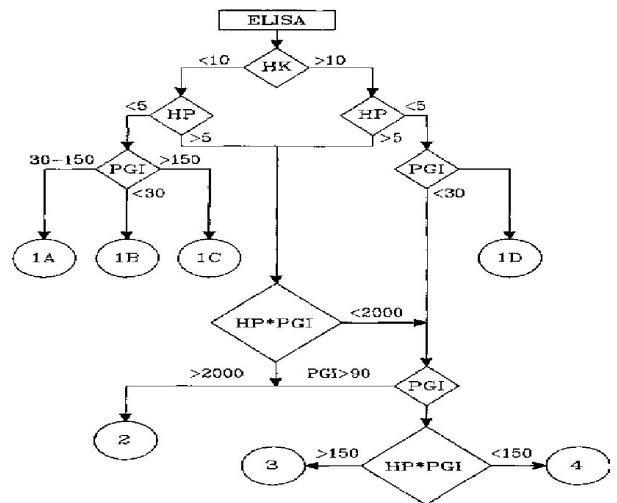 ELISA
<10 HK >10
<5 HP HP <5
>5 >5
30-150 PGI >150 PGI
<30 <30
1A 1B 1C 1D
HP*PGI <2000
>2000 PGI>90 PGI
2
3 >150 HP*PGI <150 4